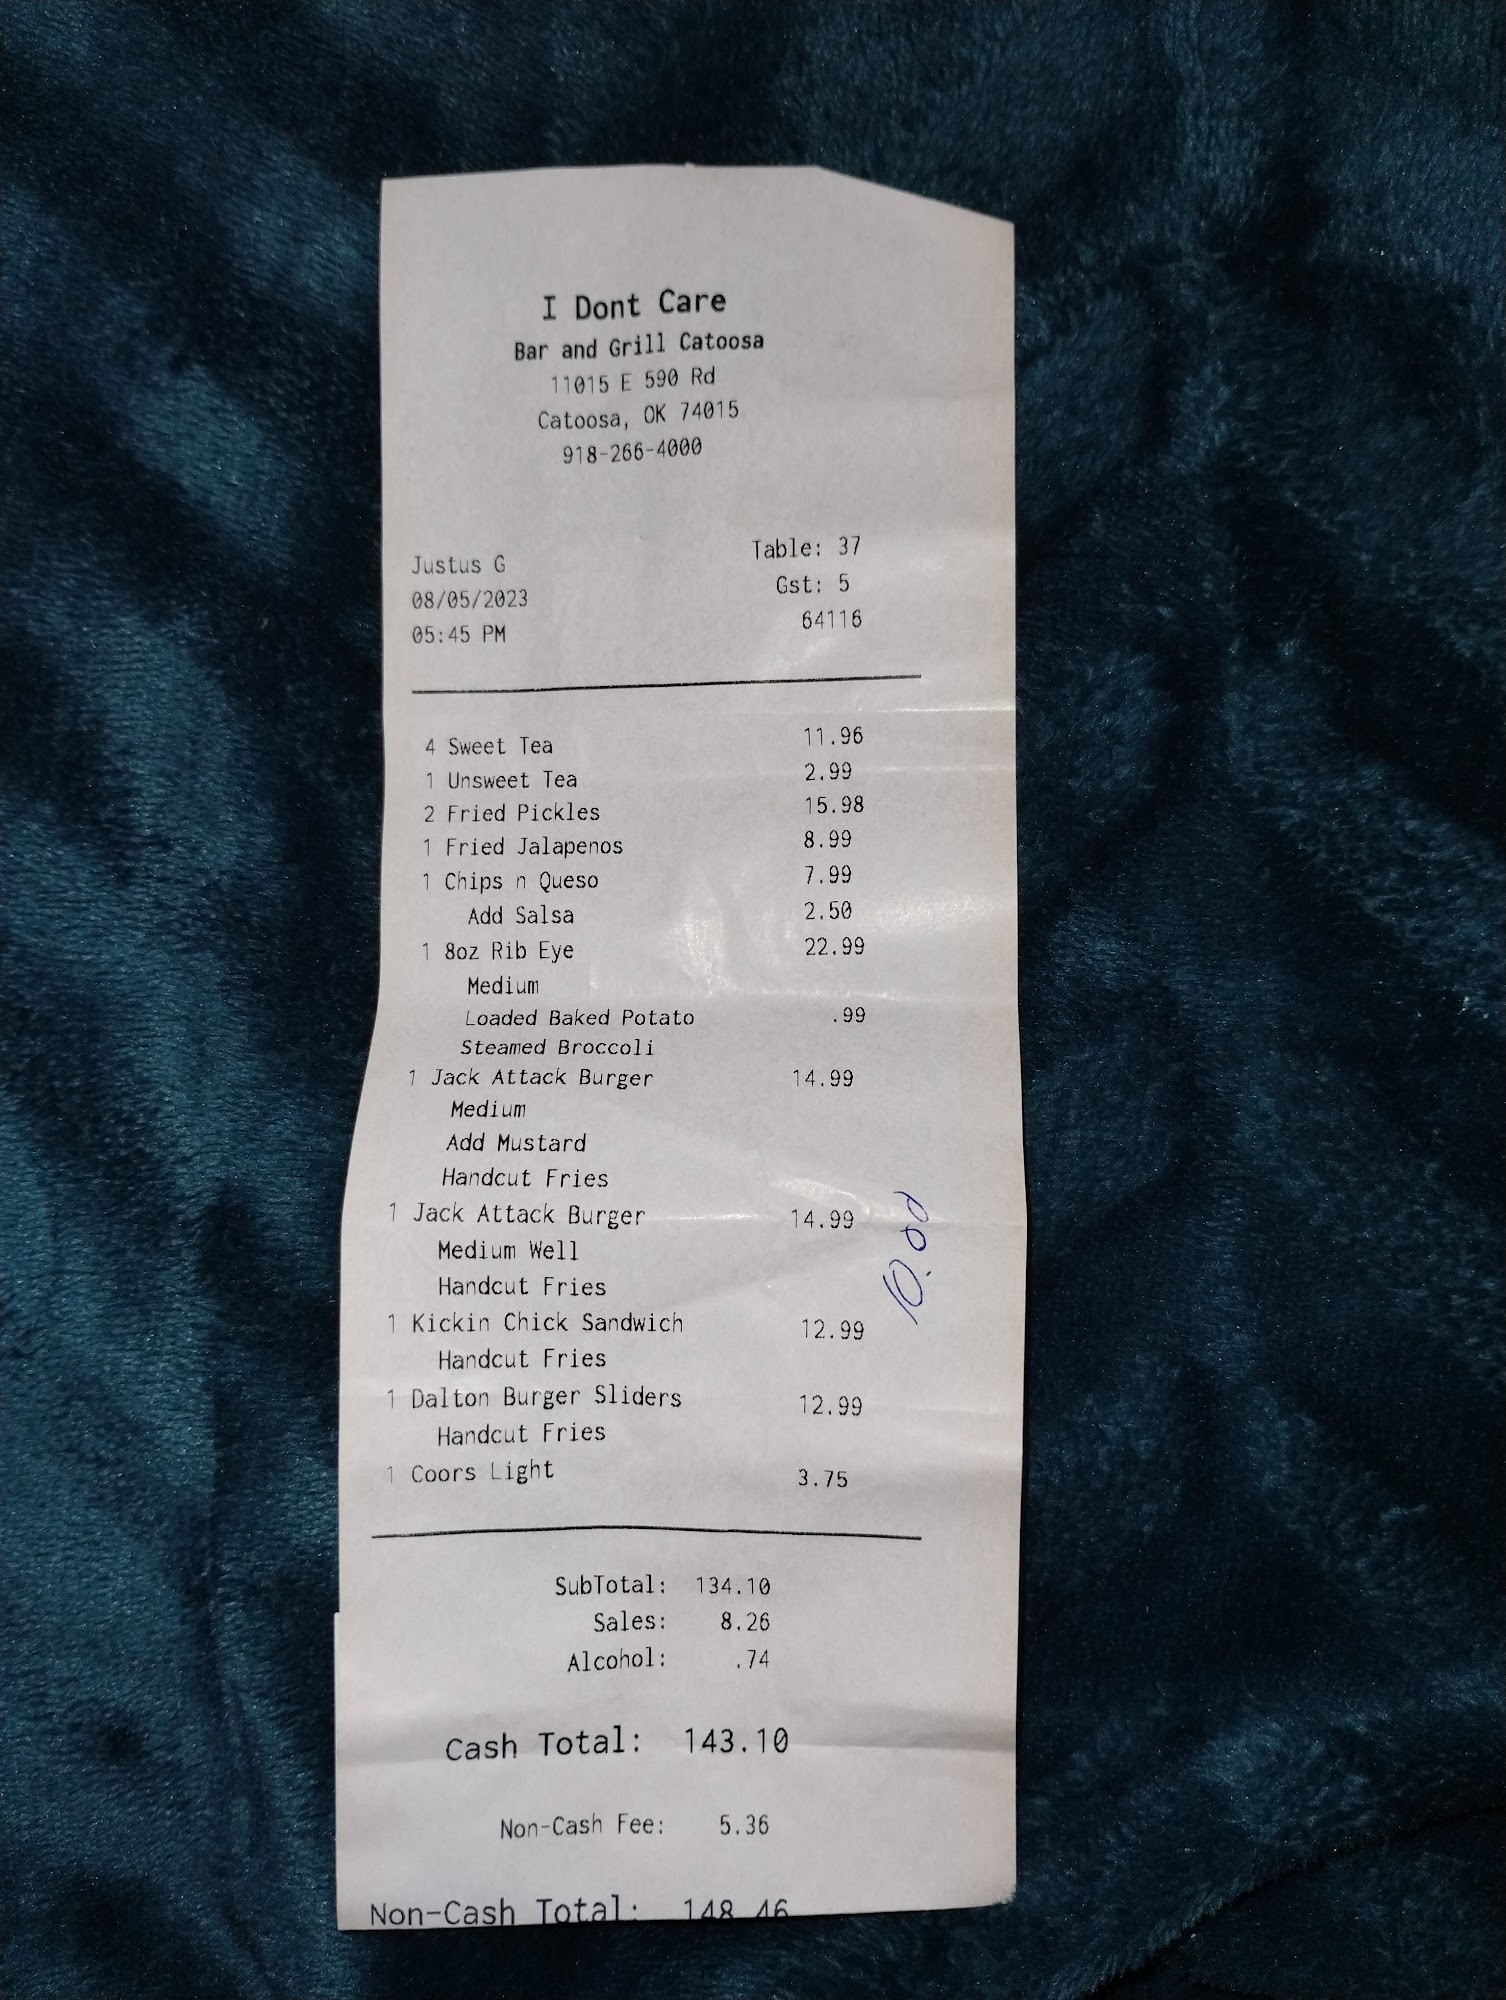 I Dont Care
Bar and Grill Catoosa
11015 E 590 Rd
Catoosa, OK 74015
918-266-4000
Justus G Table: 37
08/05/2023 Gst: 5
05:45 PM 64116
4 Sweet Tea 11.96
1 Unsweet Tea 2.99
2 Fried Pickles 15.98
1 Fried Jalapenos 8.99
1 Chips n Queso 7.99
Add Salsa 2.50
1 8oz Rib Eye 22.99
Medium
Loaded Baked Potato .99
Steamed Broccoli
1 Jack Attack Burger 14.99
Medium
Add Mustard
Handcut Fries
1 Jack Attack Burger 14.99
Medium Well
Handcut Fries
10.00
1 Kickin Chick Sandwich 12.99
Handcut Fries
1 Dalton Burger Sliders 12.99
Handcut Fries
1 Coors Light 3.75
SubTotal: 134.10
Sales: 8.26
Alcohol: .74
Cash Total: 143.10
Non-Cash Fee: 5.36
Non-Cash Total: 148.46